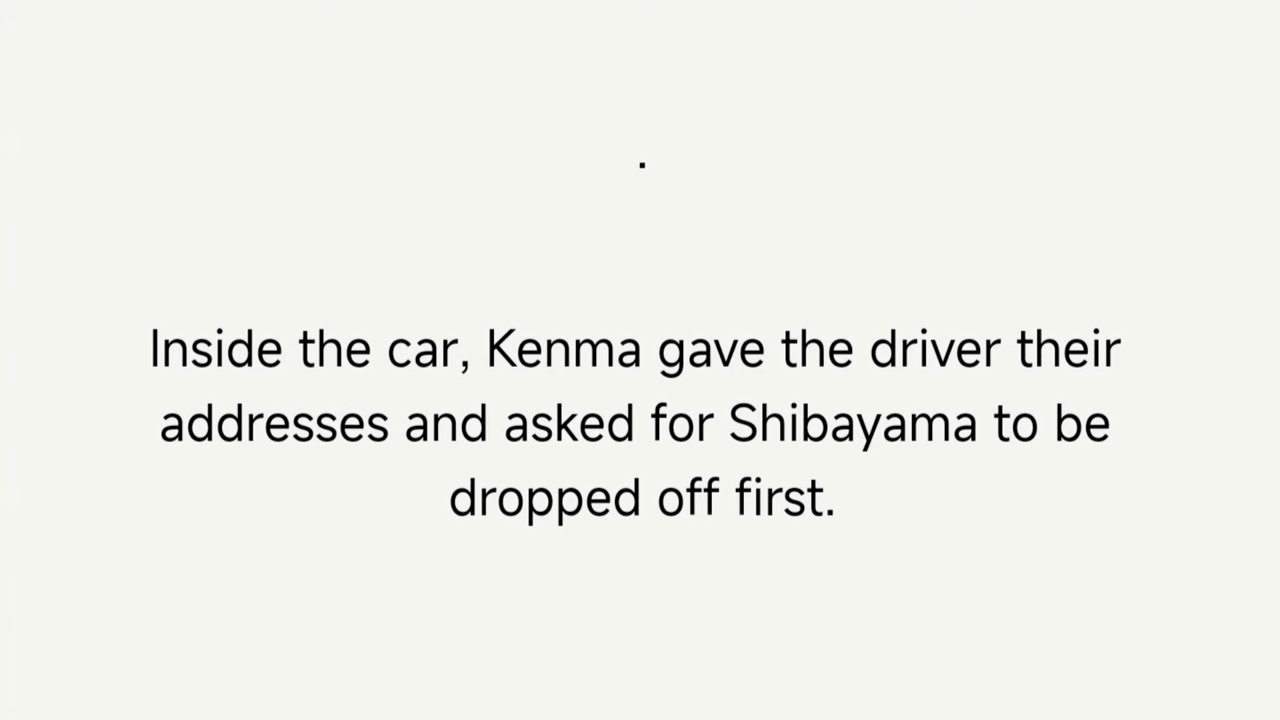 .
Inside the car, Kenma gave the driver their
addresses and asked for Shibayama to be
dropped off first.